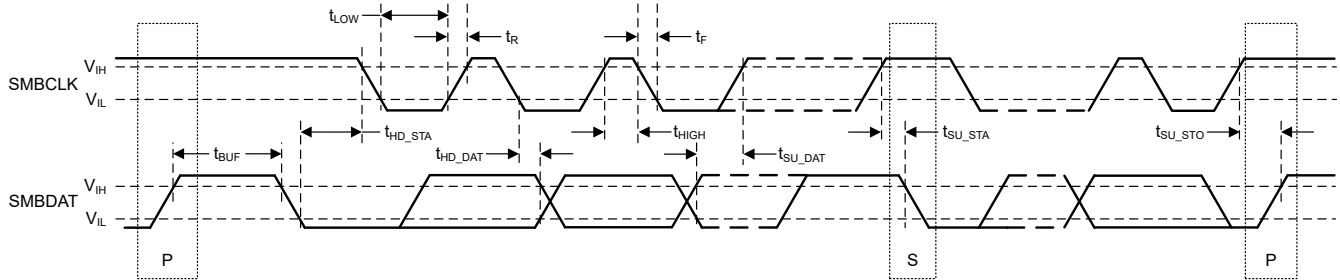 tLOW
tR
tF
SMBCLK
VIH
VIL
tHD_STA
tHIGH
tSU_STA
tSU_STO
tBUF
tHD_DAT
tSU_DAT
SMBDAT
VIH
VIL
P
S
P